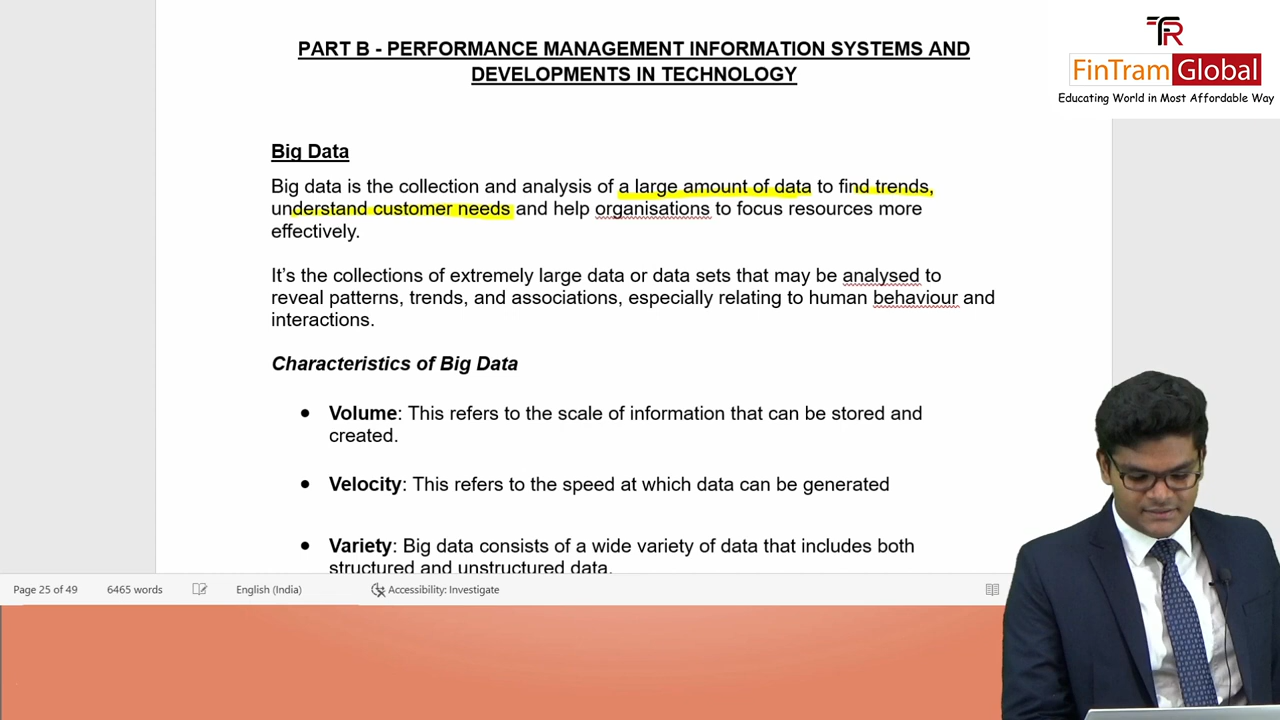 PART B - PERFORMANCE MANAGEMENT INFORMATION SYSTEMS AND
DEVELOPMENTS IN TECHNOLOGY
FinTram Global
Educating World in Most Affordable Way
Big Data
Big data is the collection and analysis of a large amount of data to find trends,
understand customer needs and help organisations to focus resources more
effectively.
It’s the collections of extremely large data or data sets that may be analysed to
reveal patterns, trends, and associations, especially relating to human behaviour and
interactions.
Characteristics of Big Data
● Volume: This refers to the scale of information that can be stored and
created.
● Velocity: This refers to the speed at which data can be generated
● Variety: Big data consists of a wide variety of data that includes both
structured and unstructured data.
Page 25 of 49 6465 words English (India) Accessibility: Investigate